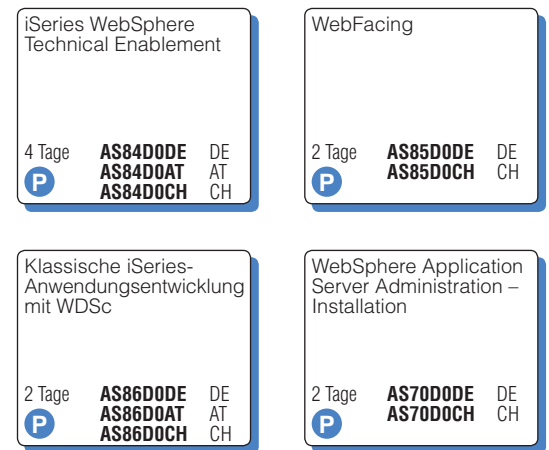 iSeries WebSphere
Technical Enablement
4 Tage AS84D0DE DE
AS84D0AT AT
P
AS84D0CH CH
WebFacing
2 Tage AS85D0DE DE
AS85D0CH CH
P
Klassische iSeries-
Anwendungsentwicklung
mit WDSc
2 Tage AS86D0DE DE
AS86D0AT AT
P
AS86D0CH CH
WebSphere Application
Server Administration –
Installation
2 Tage AS70D0DE DE
AS70D0CH CH
P